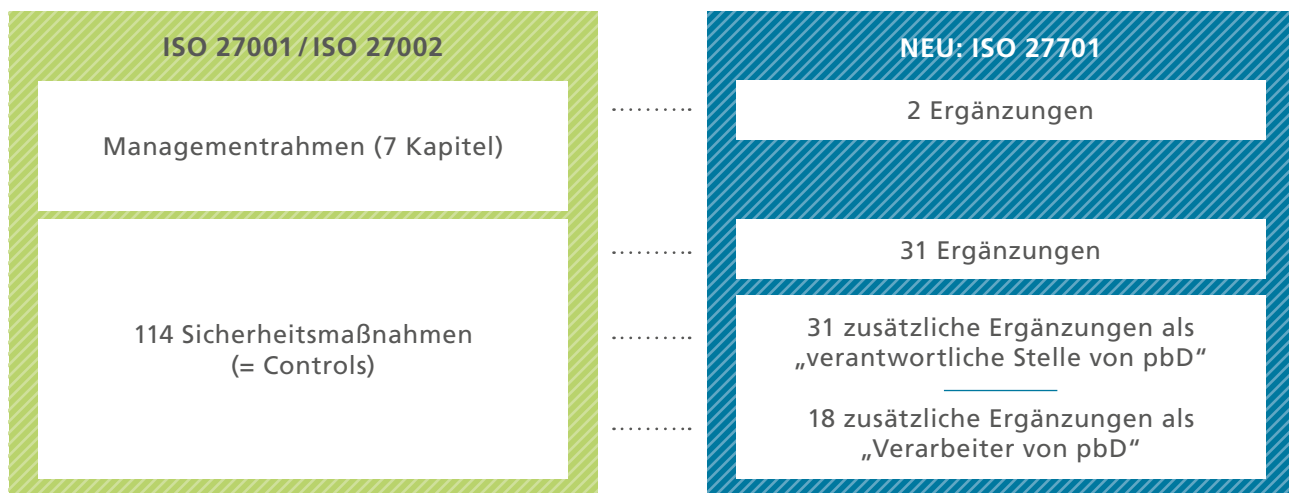 ISO 27001 / ISO 27002
Managementrahmen (7 Kapitel)
114 Sicherheitsmaßnahmen
(= Controls)
NEU: ISO 27701
2 Ergänzungen
31 Ergänzungen
31 zusätzliche Ergänzungen als
„verantwortliche Stelle von pbD“
18 zusätzliche Ergänzungen als
„Verarbeiter von pbD“